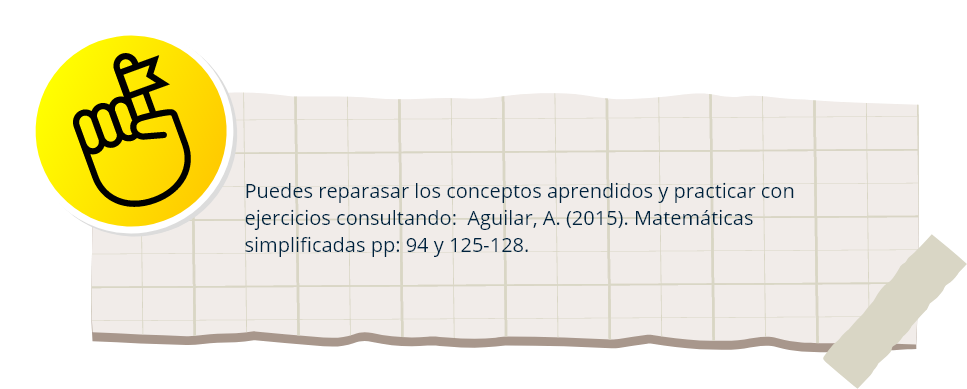 Puedes reparasar los conceptos aprendidos y practicar con
ejercicios consultando:  Aguilar, A. (2015). Matemáticas
simplificadas pp: 94 y 125-128.